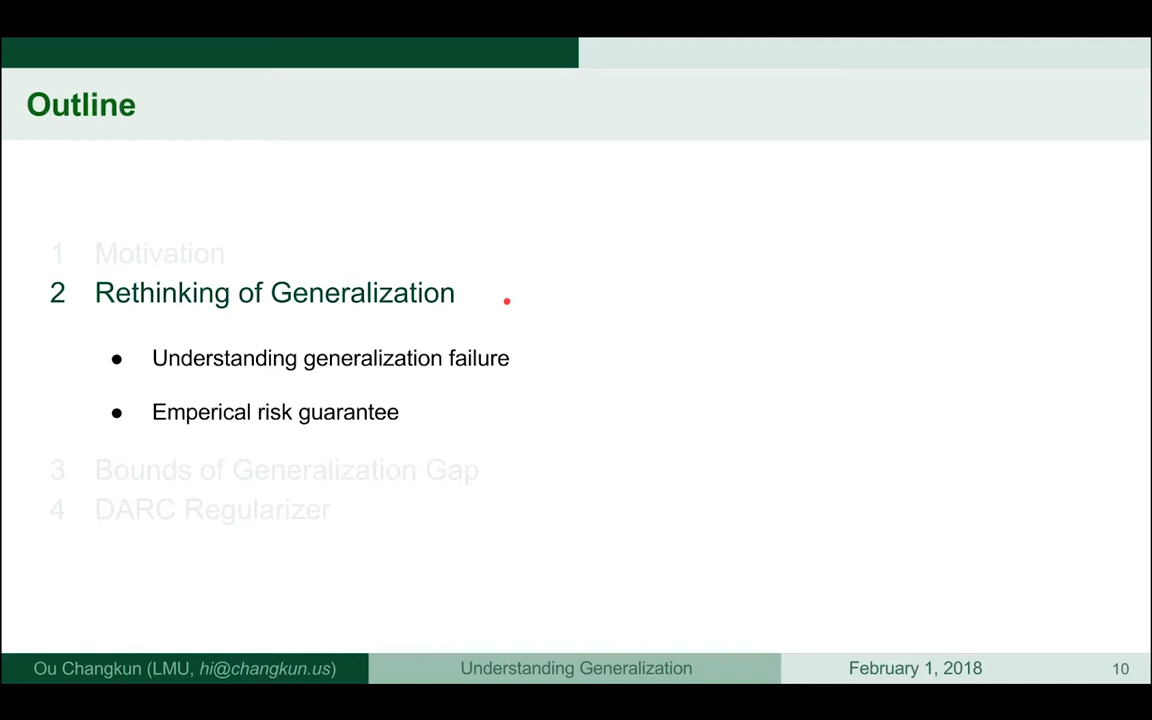 Outline
1 Motivation
2 Rethinking of Generalization
● Understanding generalization failure
● Emperical risk guarantee
3 Bounds of Generalization Gap
4 DARC Regularizer
Ou Changkun (LMU, hi@changkun.us) Understanding Generalization February 1, 2018 10